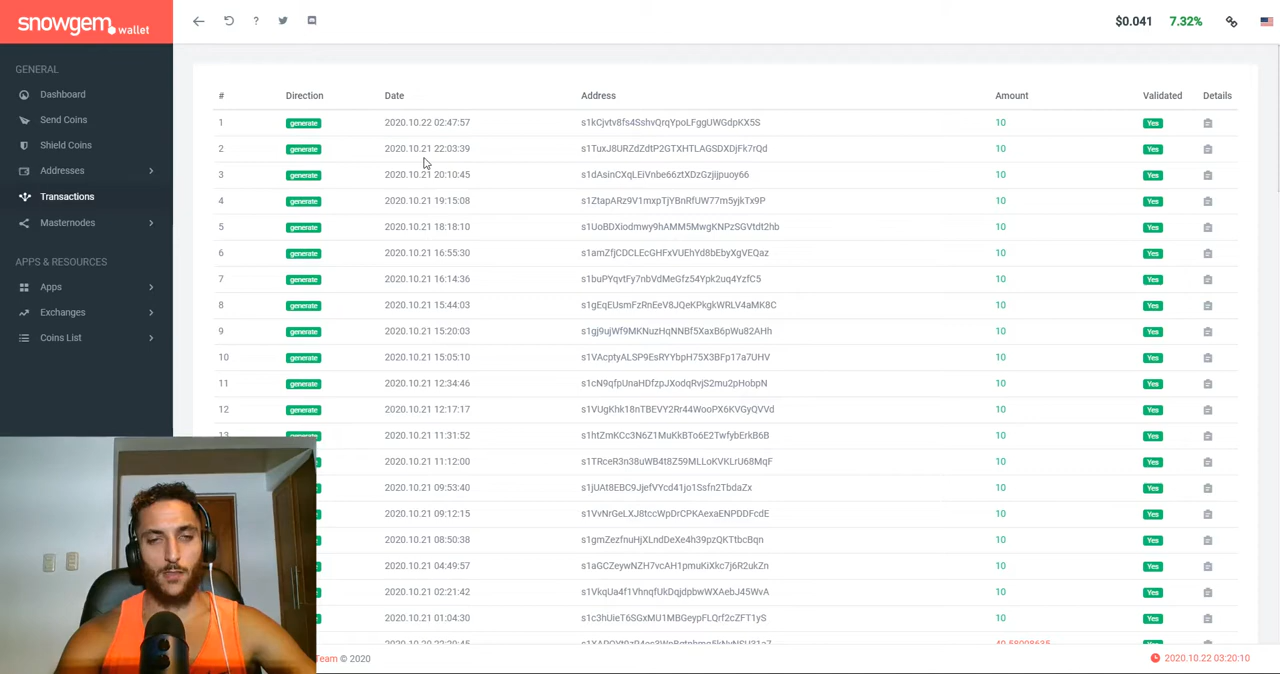 snowgem.wallet
$0.041 7.32%
GENERAL
Dashboard
Send Coins
Shield Coins
Addresses
Transactions
Masternodes
APPS & RESOURCES
Apps
Exchanges
Coins List
# Direction Date Address Amount Validated Details
1 generate 2020.10.22 02:47:57 s1kCjvtv8fs4SshvQrqYpoLFggUWGdpKX5S 10 Yes
2 generate 2020.10.21 22:03:39 s1TuxJ8URZdZdtP2GTXHTLAGSDXDjFk7rQd 10 Yes
3 generate 2020.10.21 20:10:45 s1dAsinCXqLEiVnbe66ztXDzGzjijpuoy66 10 Yes
4 generate 2020.10.21 19:15:08 s1ZtapARz9V1mxpTjYBnRfUW77m5yjkTx9P 10 Yes
5 generate 2020.10.21 18:18:10 s1UoBDXiodmwy9hAMM5MwgKNPzSGVtdt2hb 10 Yes
6 generate 2020.10.21 16:55:30 s1amZfjCDCLEcGHFxVUEhYd8bEyXgVEQaz 10 Yes
7 generate 2020.10.21 16:14:36 s1buPYqvtFy7nbVdMeGfz54Ypk2uq4YzfC5 10 Yes
8 generate 2020.10.21 15:44:03 s1gEqEUsmFzRnEeV8JQeKPkgkWRLV4aMK8C 10 Yes
9 generate 2020.10.21 15:20:03 s1gj9ujWf9MKNuzHqNNBf5XaxB6pWu82AHh 10 Yes
10 generate 2020.10.21 15:05:10 s1VAcptyALSP9EsRYYbpH75X3BFp17a7UHV 10 Yes
11 generate 2020.10.21 12:34:46 s1cN9qfpUnaHDfzpJXodqRvjS2mu2pHobpN 10 Yes
12 generate 2020.10.21 12:17:17 s1VUgKhk18nTBEVY2Rr44WooPX6KVGyQVVd 10 Yes
13 generate 2020.10.21 11:31:52 s1htZmKCc3N6Z1MuKkBTo6E2TwfybErkB6B 10 Yes
2020.10.21 11:12:00 s1TRceR3n38uWB4t8Z59MLLoKVKLrU68MqF 10 Yes
2020.10.21 09:53:40 s1jUAt8EBC9JjefVYcd41jo1Ssfn2TbdaZx 10 Yes
2020.10.21 09:12:15 s1VvNrGeLXJ8tccWpDrCPKAexaENPDDFcdE 10 Yes
2020.10.21 08:50:38 s1gmZezfnuHjXLndDeXe4h39pzQKTtbcBqn 10 Yes
2020.10.21 04:49:57 s1aGCZeywNZH7vcAH1pmuKiXkc7j6R2ukZn 10 Yes
2020.10.21 02:21:42 s1VkqUa4f1VhnqfUkDqjdpbwWXAebJ45WvA 10 Yes
2020.10.21 01:04:30 s1c3hUieT6SGxMU1MBGeypFLQrf2cZFT1yS 10 Yes
Team © 2020 2020.10.22 03:20:10